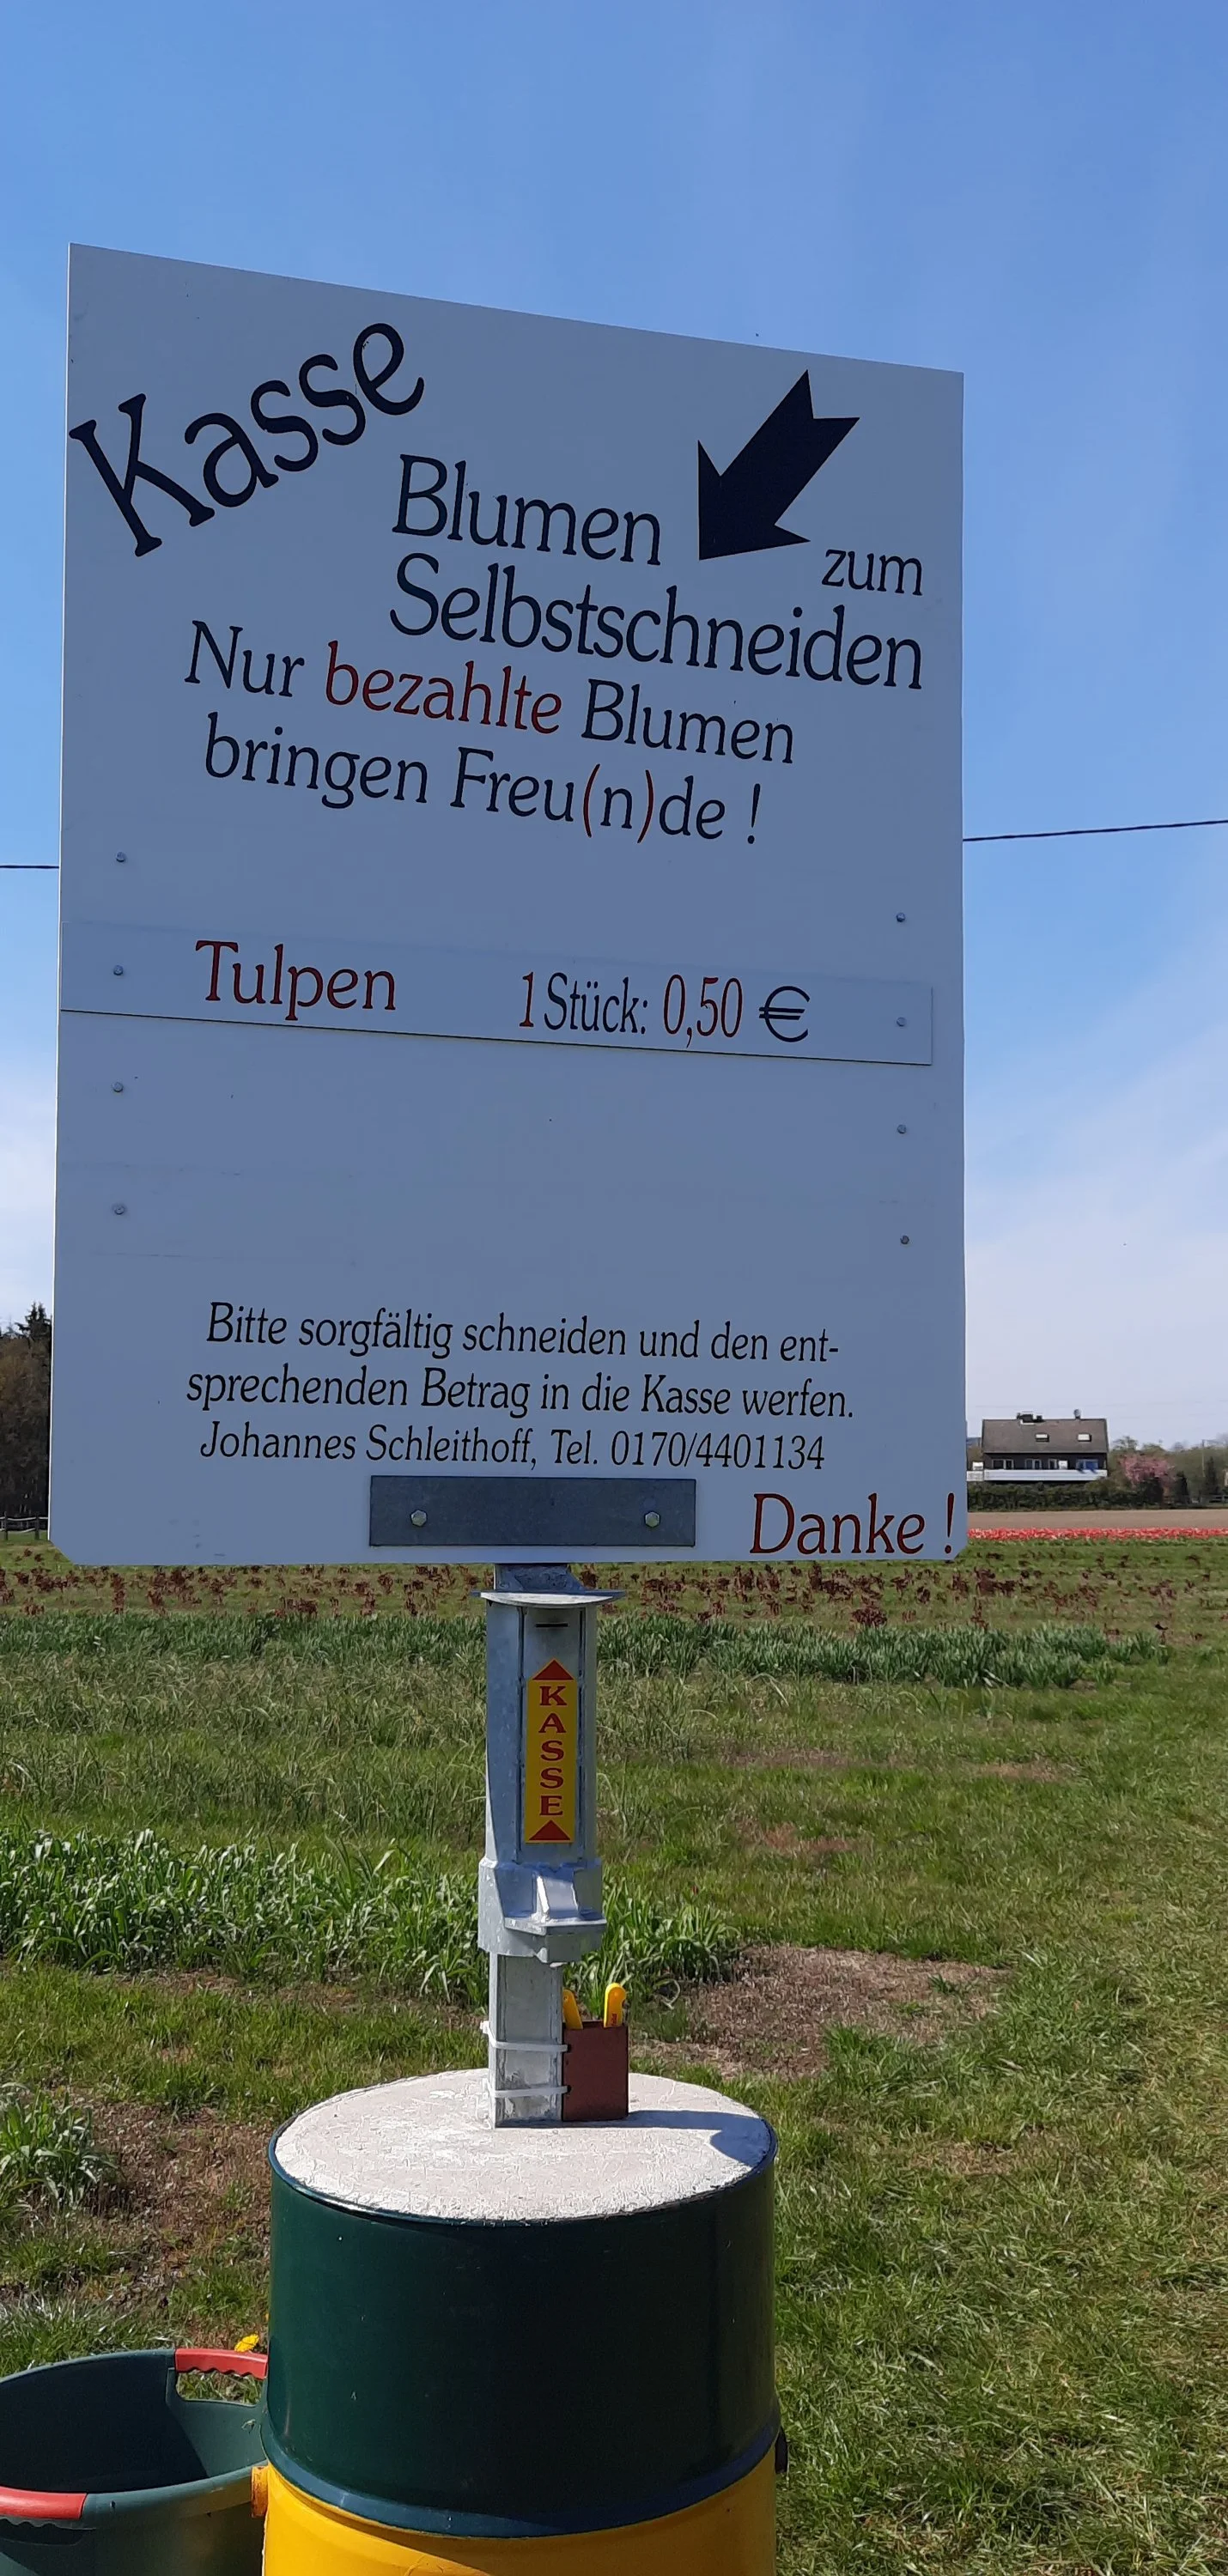 Kasse
Blumen
zum
Selbstschneiden
Nur bezahlte Blumen
bringen Freu(n)de !
Tulpen 1 Stück: 0,50 €
Bitte sorgfältig schneiden und den ent-
sprechenden Betrag in die Kasse werfen.
Johannes Schleithoff, Tel. 0170/4401134
Danke !
KASSE